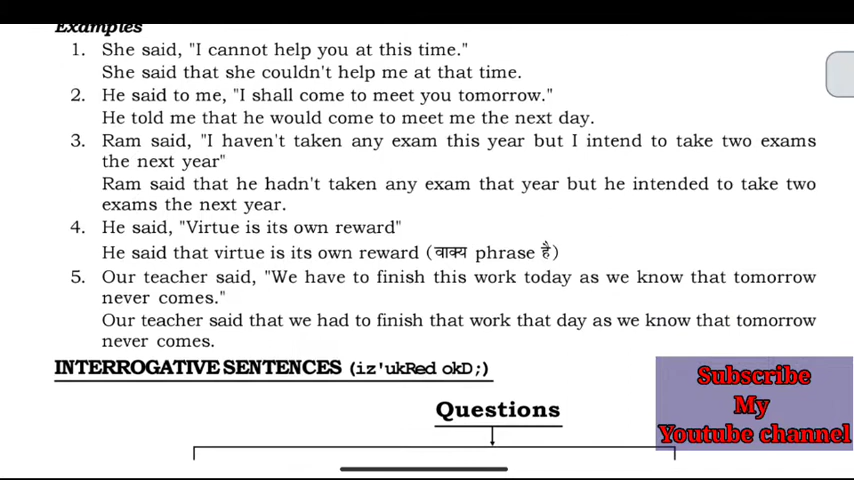 Examples
1. She said, "I cannot help you at this time."
She said that she couldn't help me at that time.
2. He said to me, "I shall come to meet you tomorrow."
He told me that he would come to meet me the next day.
3. Ram said, "I haven't taken any exam this year but I intend to take two exams
the next year"
Ram said that he hadn't taken any exam that year but he intended to take two
exams the next year.
4. He said, "Virtue is its own reward"
He said that virtue is its own reward (वाक्य phrase है)
5. Our teacher said, "We have to finish this work today as we know that tomorrow
never comes."
Our teacher said that we had to finish that work that day as we know that tomorrow
never comes.
INTERROGATIVE SENTENCES (iz'ukRed okD;)
Questions
Subscribe
My
Youtube channel